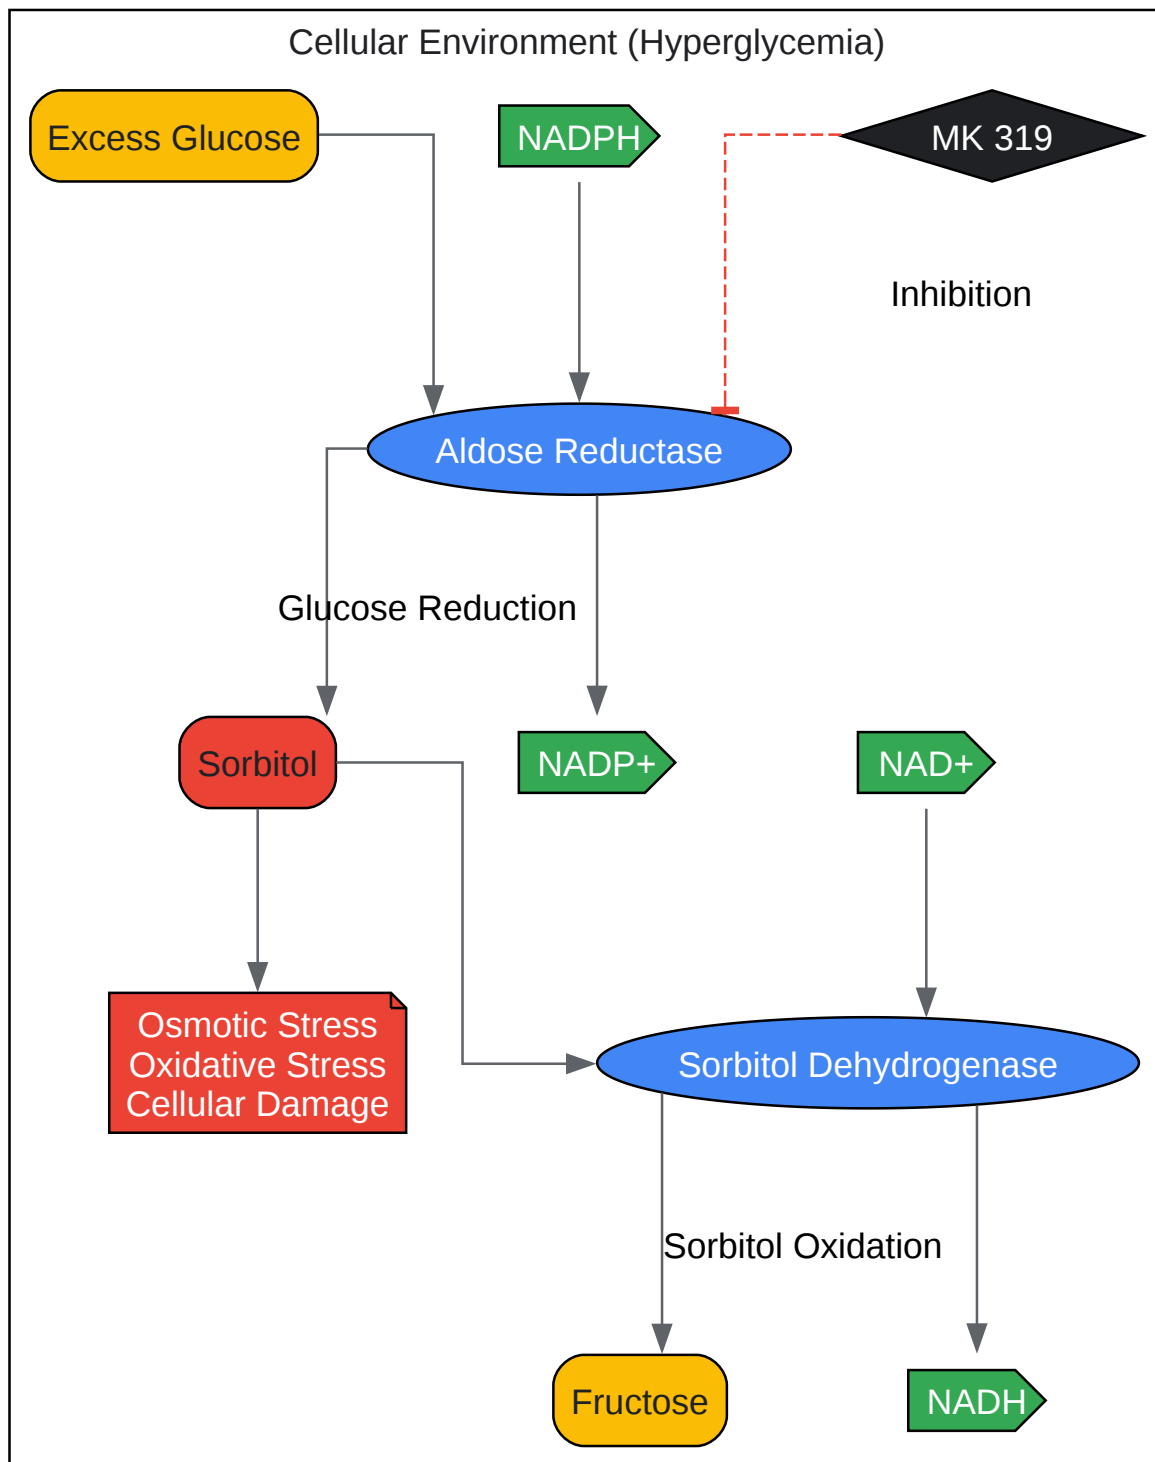 Cellular Environment (Hyperglycemia)
Excess Glucose
NADPH
MK 319
Inhibition
Aldose Reductase
Glucose Reduction
Sorbitol
NADP+
NAD+
Osmotic Stress
Oxidative Stress
Cellular Damage
Sorbitol Dehydrogenase
Sorbitol Oxidation
Fructose
NADH